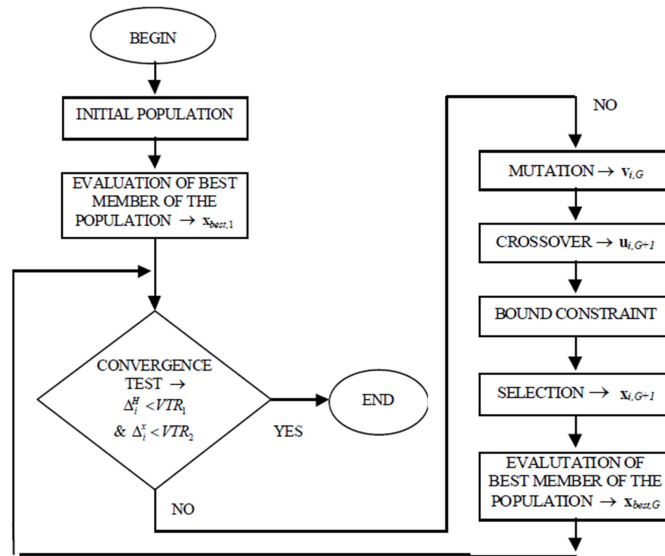 BEGIN
INITIAL POPULATION
EVALUATION OF BEST
MEMBER OF THE
POPULATION → x_best,1
CONVERGENCE
TEST →
Δ_i^H < VTR_1
& Δ_i^x < VTR_2
YES
END
NO
NO
MUTATION → v_i,G
CROSSOVER → u_i,G+1
BOUND CONSTRAINT
SELECTION → x_i,G+1
EVALUTATION OF
BEST MEMBER OF THE
POPULATION → x_best,G